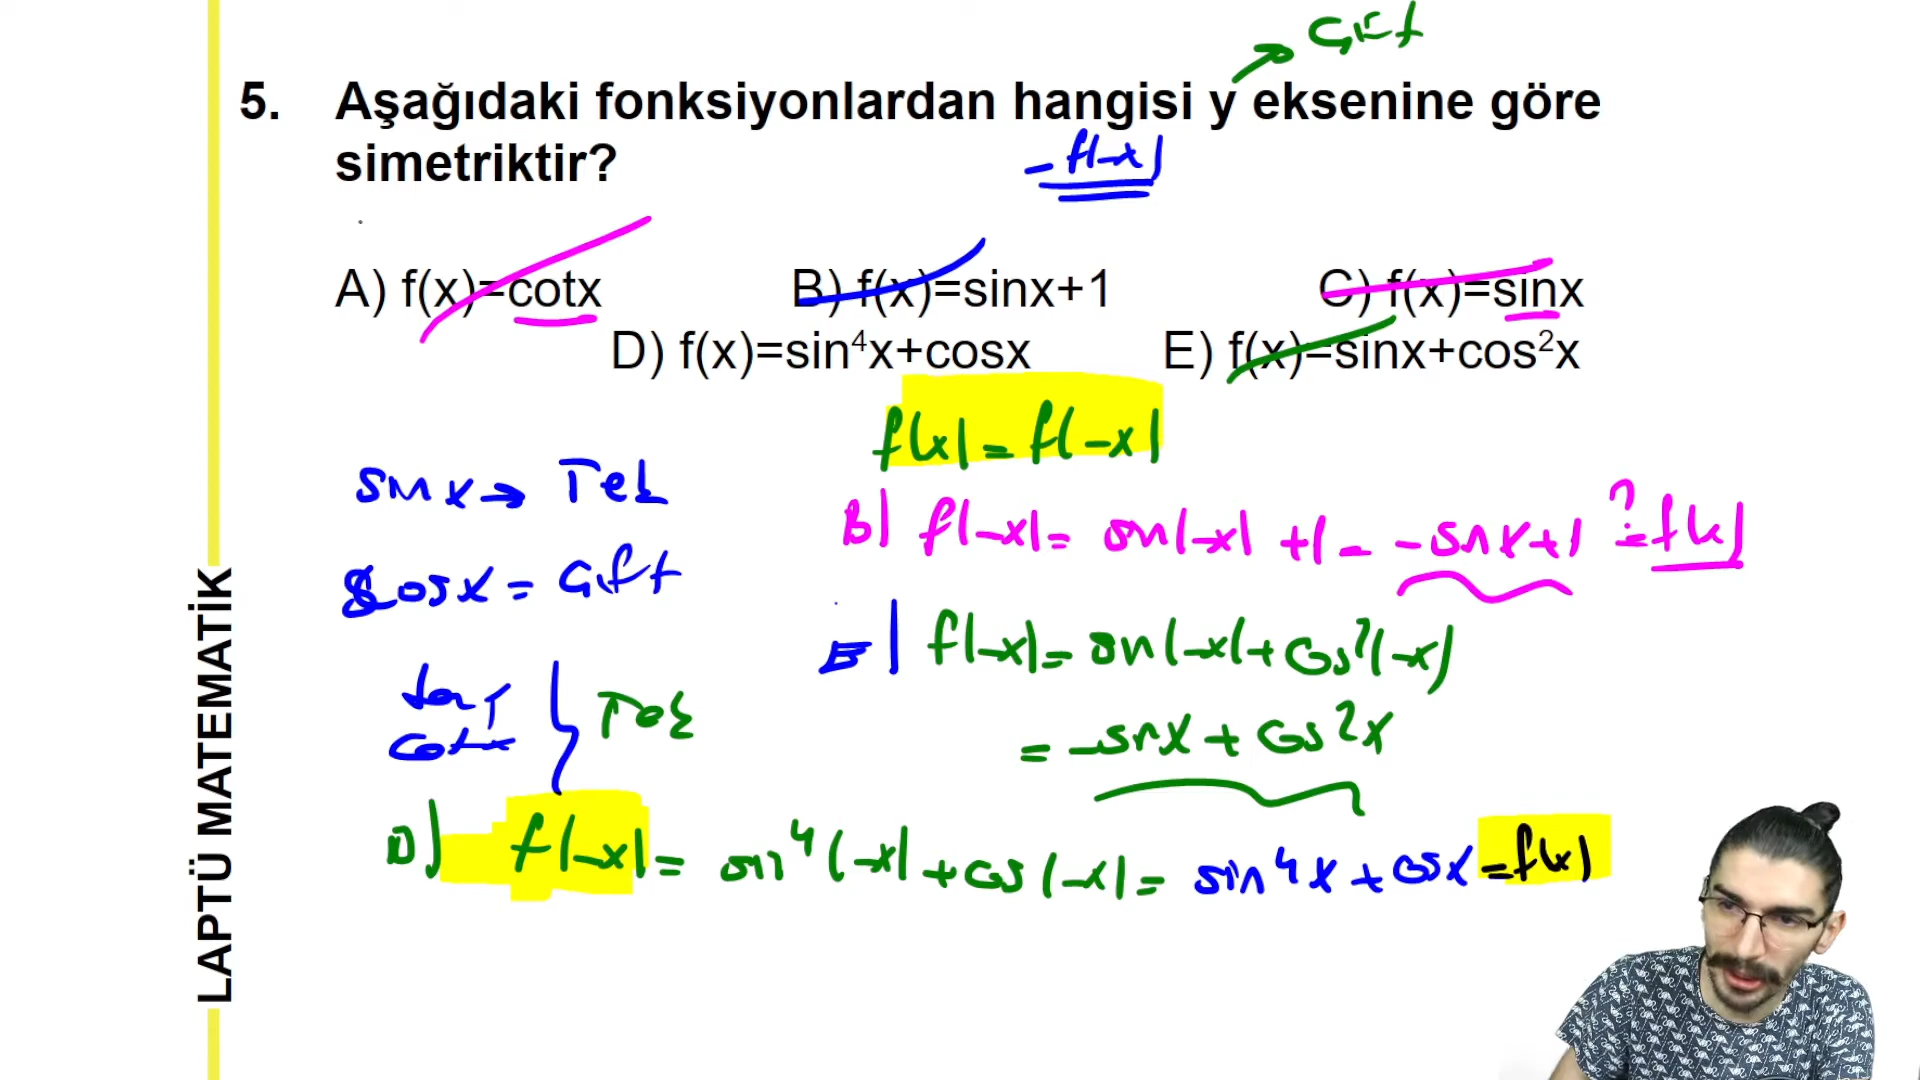 Çift
5. Aşağıdaki fonksiyonlardan hangisi y eksenine göre
simetriktir?
-f(-x)
A) f(x)=cotx B) f(x)=sinx+1 C) f(x)=sinx
D) f(x)=sin⁴x+cosx E) f(x)=sinx+cos²x
f(x) = f(-x)
sinx → Tek
cosx = Çift
B) f(-x) = sin(-x) + 1 = -sinx+1 ?= f(x)
E) f(-x) = sin(-x) + cos²(-x)
= -sinx + cos²x
tan
cotx } Tek
D) f(-x) = sin⁴(-x) + cos(-x) = sin⁴x + cosx = f(x)
LAPTÜ MATEMATİK